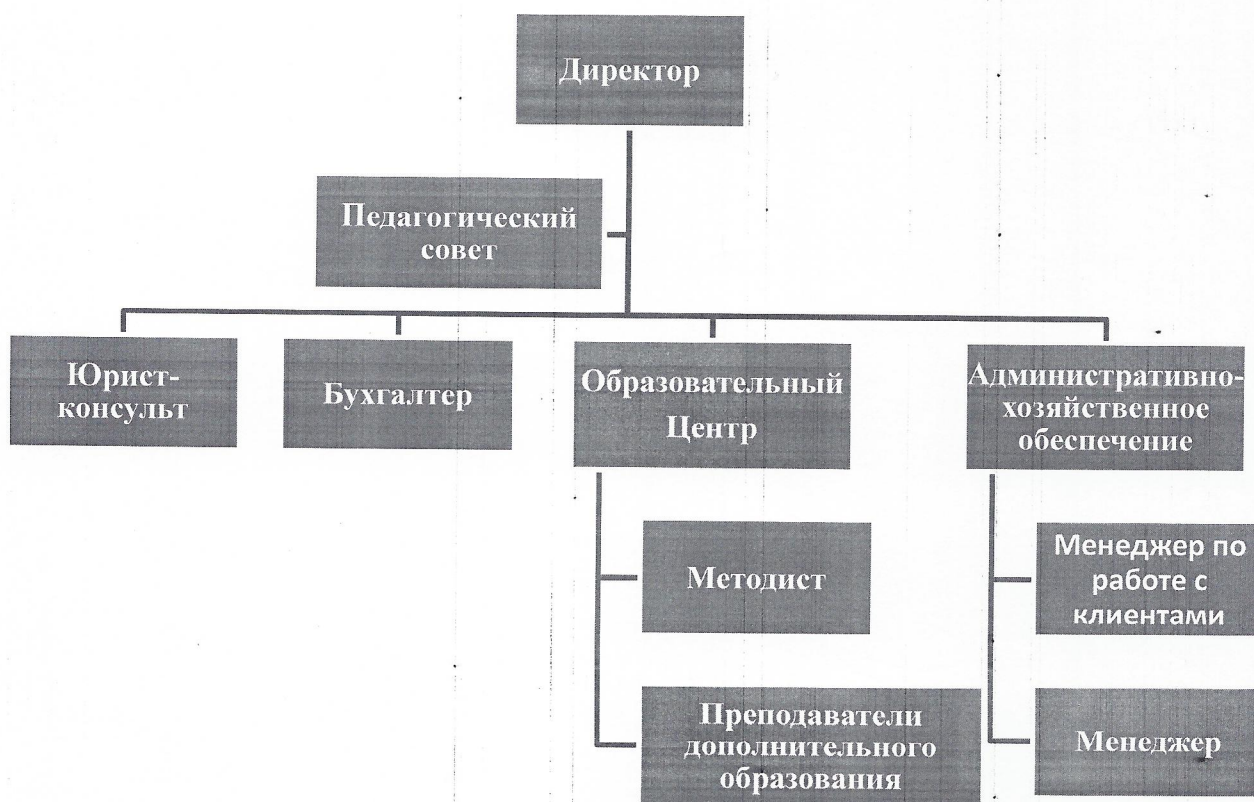 Директор
Педагогический
совет
Юрист-
консульт
Бухгалтер
Образовательный
Центр
Административно-
хозяйственное
обеспечение
Методист
Менеджер по
работе с
клиентами
Преподаватели
дополнительного
образования
Менеджер